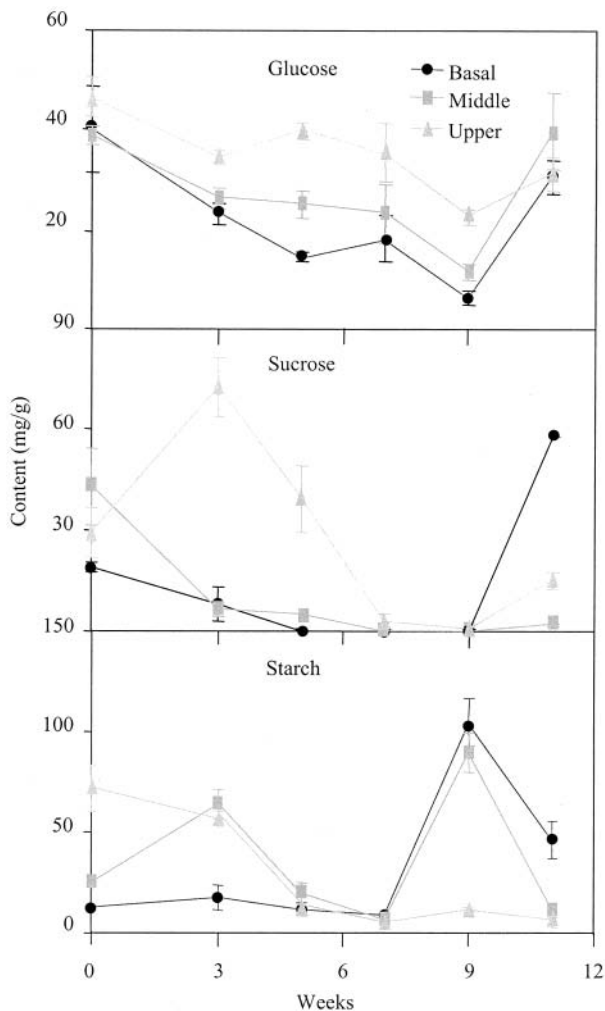 60
Glucose
Basal
Middle
Upper
40
20
90
Sucrose
60
Content (mg/g)
30
150
Starch
100
50
0
0 3 6 9 12
Weeks